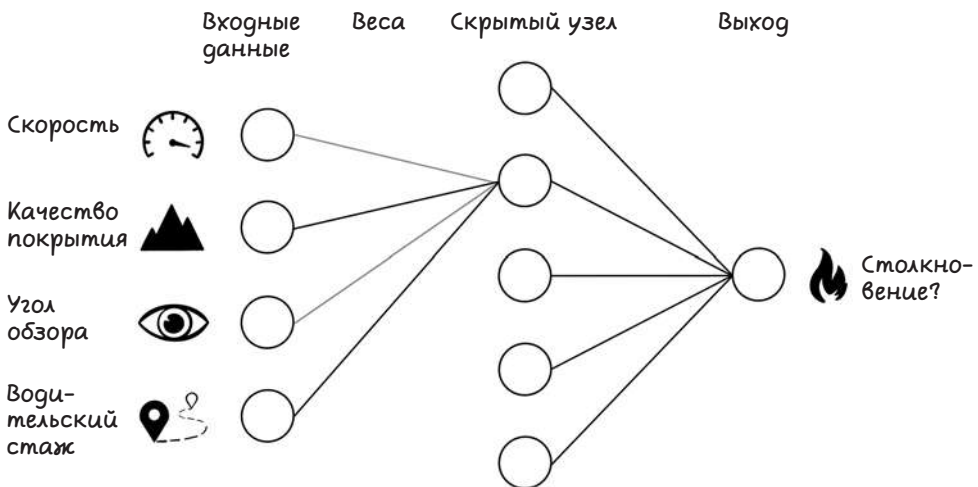 Входные
данные
Веса
Скрытый узел
Выход
Скорость
Качество
покрытия
Угол
обзора
Води-
тельский
стаж
Столкно-
вение?